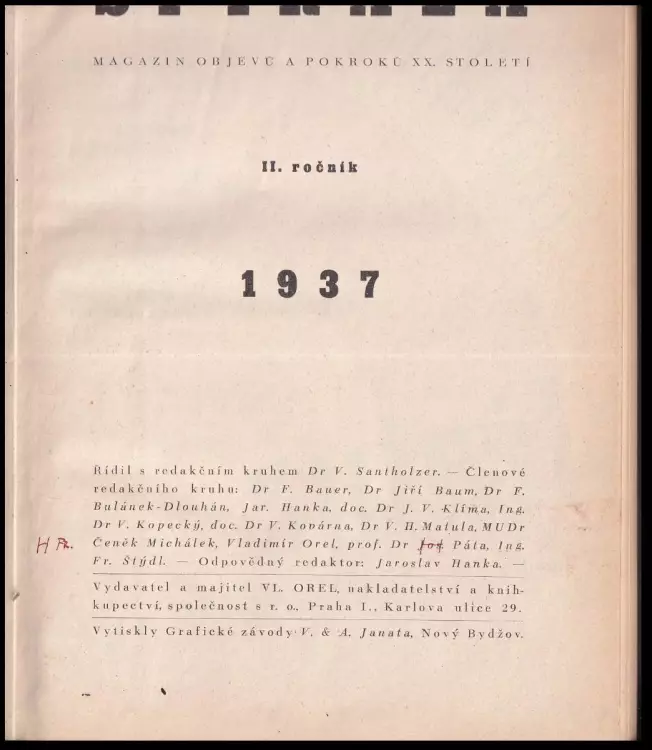 MAGAZIN OBJEVŮ A POKROKŮ XX. STOLETÍ
II. ročník
1937
Řídil s redakčním kruhem Dr V. Santholzer. — Členové
redakčního kruhu: Dr F. Bauer, Dr Jiří Baum, Dr F.
Bulánek-Dlouhán, Jar. Hanka, doc. Dr J. V. Klíma, Ing.
Dr V. Kopecký, doc. Dr V. Kovárna, Dr V. H. Matula, MUDr
Čeněk Michálek, Vladimír Orel, prof. Dr Jos. Páta, Ing.
Fr. Štýdl. — Odpovědný redaktor: Jaroslav Hanka. —
Vydavatel a majitel VL. OREL, nakladatelství a knih-
kupectví, společnost s r. o., Praha I., Karlova ulice 29.
Vytiskly Grafické závody V. & A. Janata, Nový Bydžov.